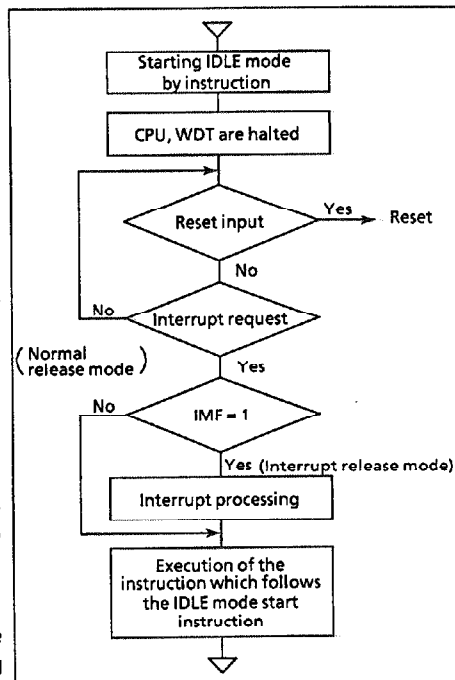 Starting IDLE mode
by instruction
CPU, WDT are halted
Reset input
Yes
Reset
No
No
Interrupt request
(Normal
release mode)
Yes
No
IMF = 1
Yes (Interrupt release mode)
Interrupt processing
Execution of the
instruction which follows
the IDLE mode start
instruction